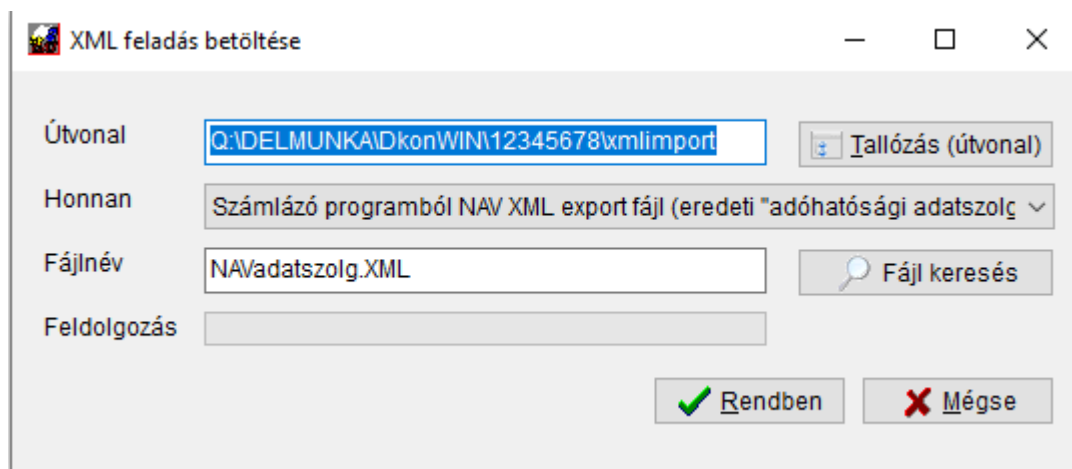 XML feladás betöltése
Útvonal Q:\DELMUNKA\DkonWIN\12345678\xmlimport Tallózás (útvonal)
Honnan Számlázó programból NAV XML export fájl (eredeti "adóhatósági adatszolg
Fájlnév NAVadatszolg.XML Fájl keresés
Feldolgozás
Rendben Mégse